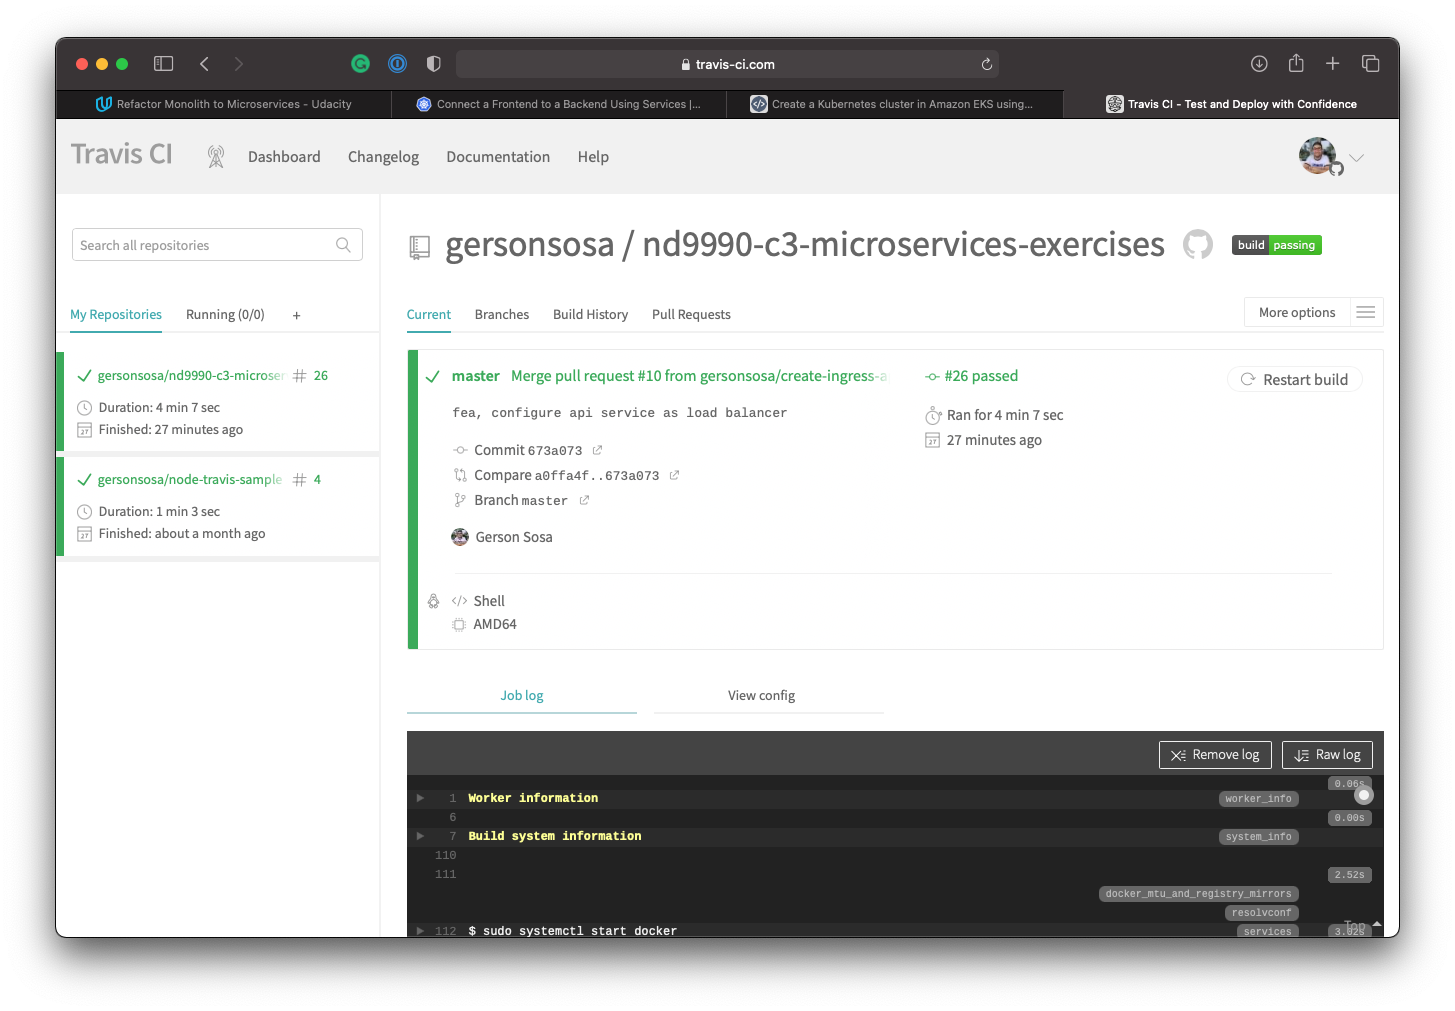 travis-ci.com
Refactor Monolith to Microservices - Udacity
Connect a Frontend to a Backend Using Services |...
Create a Kubernetes cluster in Amazon EKS using...
Travis CI - Test and Deploy with Confidence
Travis CI
Dashboard
Changelog
Documentation
Help
Search all repositories
My Repositories
Running (0/0)
+
gersonsosa/nd9990-c3-microser
# 26
Duration: 4 min 7 sec
Finished: 27 minutes ago
gersonsosa/node-travis-sample
# 4
Duration: 1 min 3 sec
Finished: about a month ago
gersonsosa / nd9990-c3-microservices-exercises
build passing
Current
Branches
Build History
Pull Requests
More options
master Merge pull request #10 from gersonsosa/create-ingress-a
fea, configure api service as load balancer
Commit 673a073
Compare a0ffa4f..673a073
Branch master
Gerson Sosa
#26 passed
Ran for 4 min 7 sec
27 minutes ago
Restart build
Shell
AMD64
Job log
View config
Remove log
Raw log
0.06s
1 Worker information worker_info
6 0.00s
7 Build system information system_info
110
111 2.52s
docker_mtu_and_registry_mirrors
resolvconf
112 $ sudo systemctl start docker services 3.02s
Top